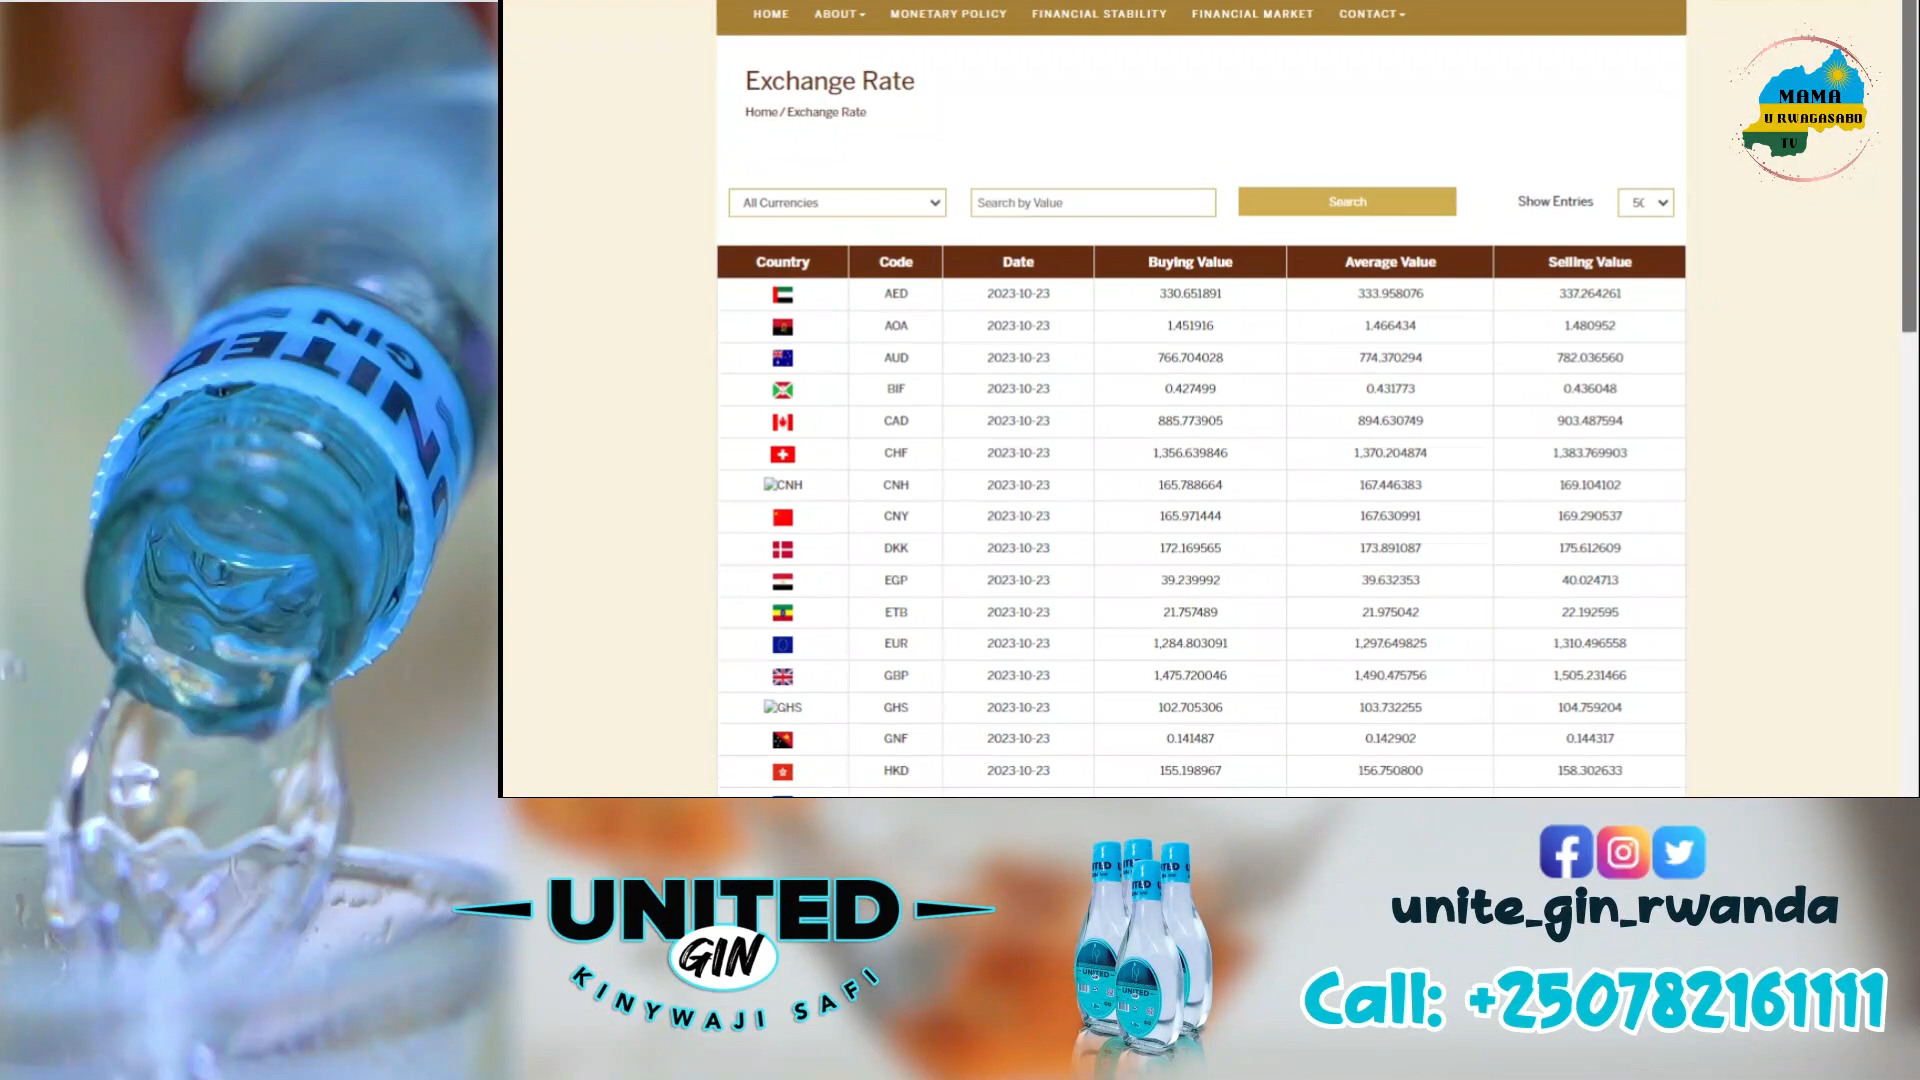 HOME ABOUT MONETARY POLICY FINANCIAL STABILITY FINANCIAL MARKET CONTACT
Exchange Rate
Home / Exchange Rate
All Currencies Search by Value Search Show Entries
Country Code Date Buying Value Average Value Selling Value
AED 2023-10-23 330.651891 333.958076 337.264261
AOA 2023-10-23 1.451916 1.466434 1.480952
AUD 2023-10-23 766.704028 774.370294 782.036560
BIF 2023-10-23 0.427499 0.431773 0.436048
CAD 2023-10-23 885.773905 894.630749 903.487594
CHF 2023-10-23 1,356.639846 1,370.204874 1,383.769903
CNH CNH 2023-10-23 165.788664 167.446383 169.104102
CNY 2023-10-23 165.971444 167.630991 169.290537
DKK 2023-10-23 172.169565 173.891087 175.612609
EGP 2023-10-23 39.239992 39.632353 40.024713
ETB 2023-10-23 21.757489 21.975042 22.192595
EUR 2023-10-23 1,284.803091 1,297.649825 1,310.496558
GBP 2023-10-23 1,475.720046 1,490.475756 1,505.231466
GHS GHS 2023-10-23 102.705306 103.732255 104.759204
GNF 2023-10-23 0.141487 0.142902 0.144317
HKD 2023-10-23 155.198967 156.750800 158.302633
MAMA
U RWAGASABO
TV
UNITED
GIN
UNITED
GIN
KINYWAJI SAFI
UNITED
UNITED
unite_gin_rwanda
Call: +250782161111